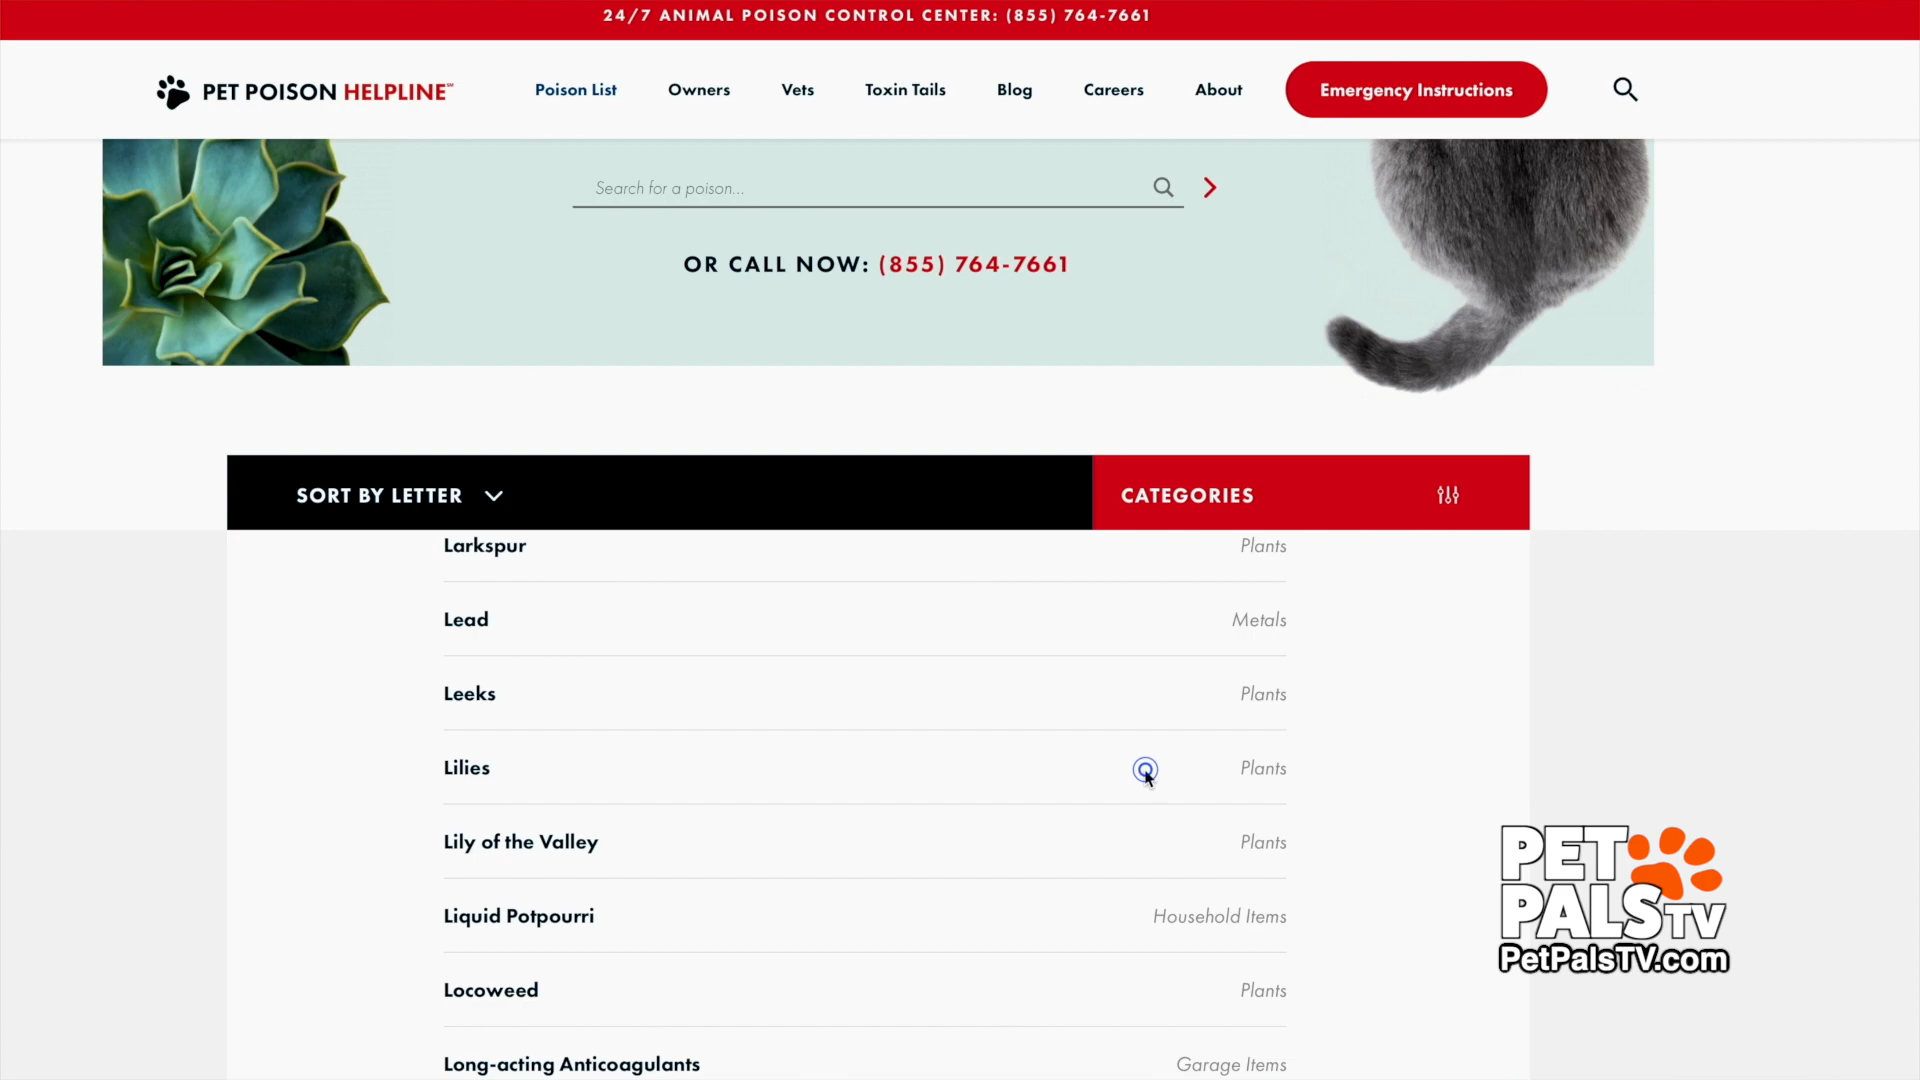 24/7 ANIMAL POISON CONTROL CENTER: (855) 764-7661
PET POISON HELPLINE℠
Poison List
Owners
Vets
Toxin Tails
Blog
Careers
About
Emergency Instructions
Search for a poison...
OR CALL NOW: (855) 764-7661
SORT BY LETTER
CATEGORIES
Larkspur Plants
Lead Metals
Leeks Plants
Lilies Plants
Lily of the Valley Plants
Liquid Potpourri Household Items
Locoweed Plants
Long-acting Anticoagulants Garage Items
PET
PALSTV
PetPalsTV.com